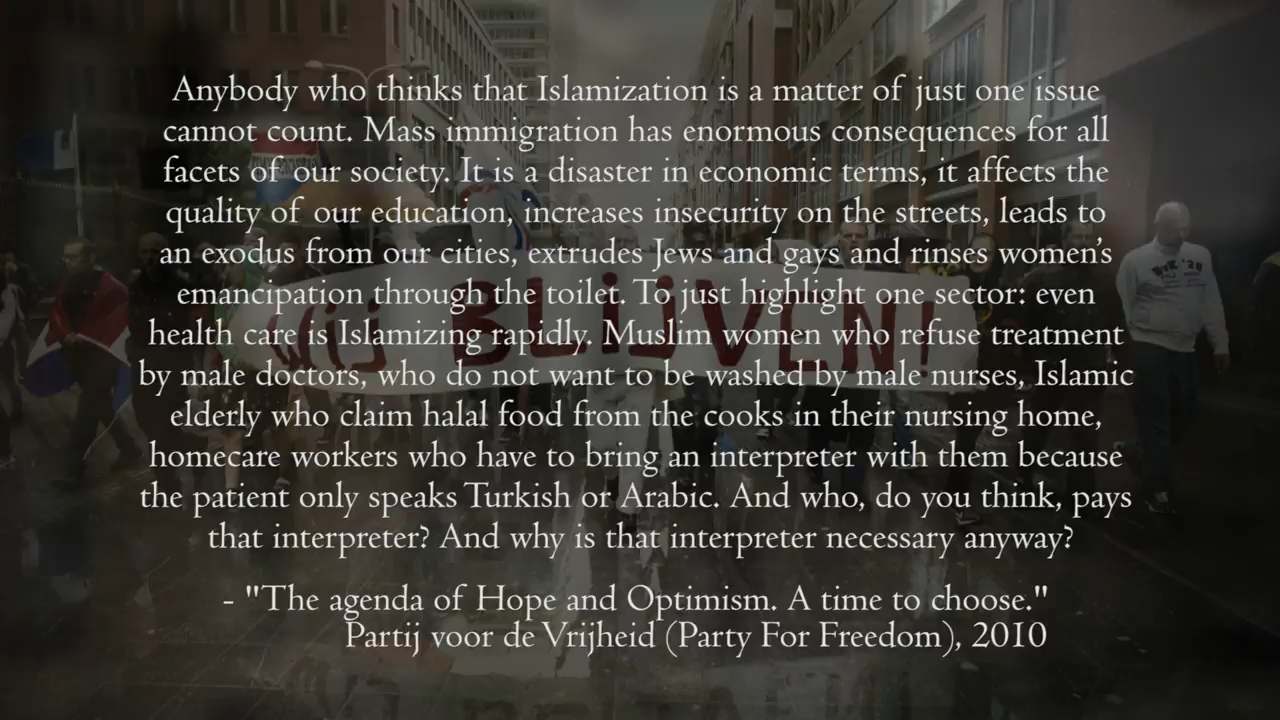 Anybody who thinks that Islamization is a matter of just one issue
cannot count. Mass immigration has enormous consequences for all
facets of our society. It is a disaster in economic terms, it affects the
quality of our education, increases insecurity on the streets, leads to
an exodus from our cities, extrudes Jews and gays and rinses women's
emancipation through the toilet. To just highlight one sector: even
health care is Islamizing rapidly. Muslim women who refuse treatment
by male doctors, who do not want to be washed by male nurses, Islamic
elderly who claim halal food from the cooks in their nursing home,
homecare workers who have to bring an interpreter with them because
the patient only speaks Turkish or Arabic. And who, do you think, pays
that interpreter? And why is that interpreter necessary anyway?
- "The agenda of Hope and Optimism. A time to choose."
Partij voor de Vrijheid (Party For Freedom), 2010
Wij BLijVEN!